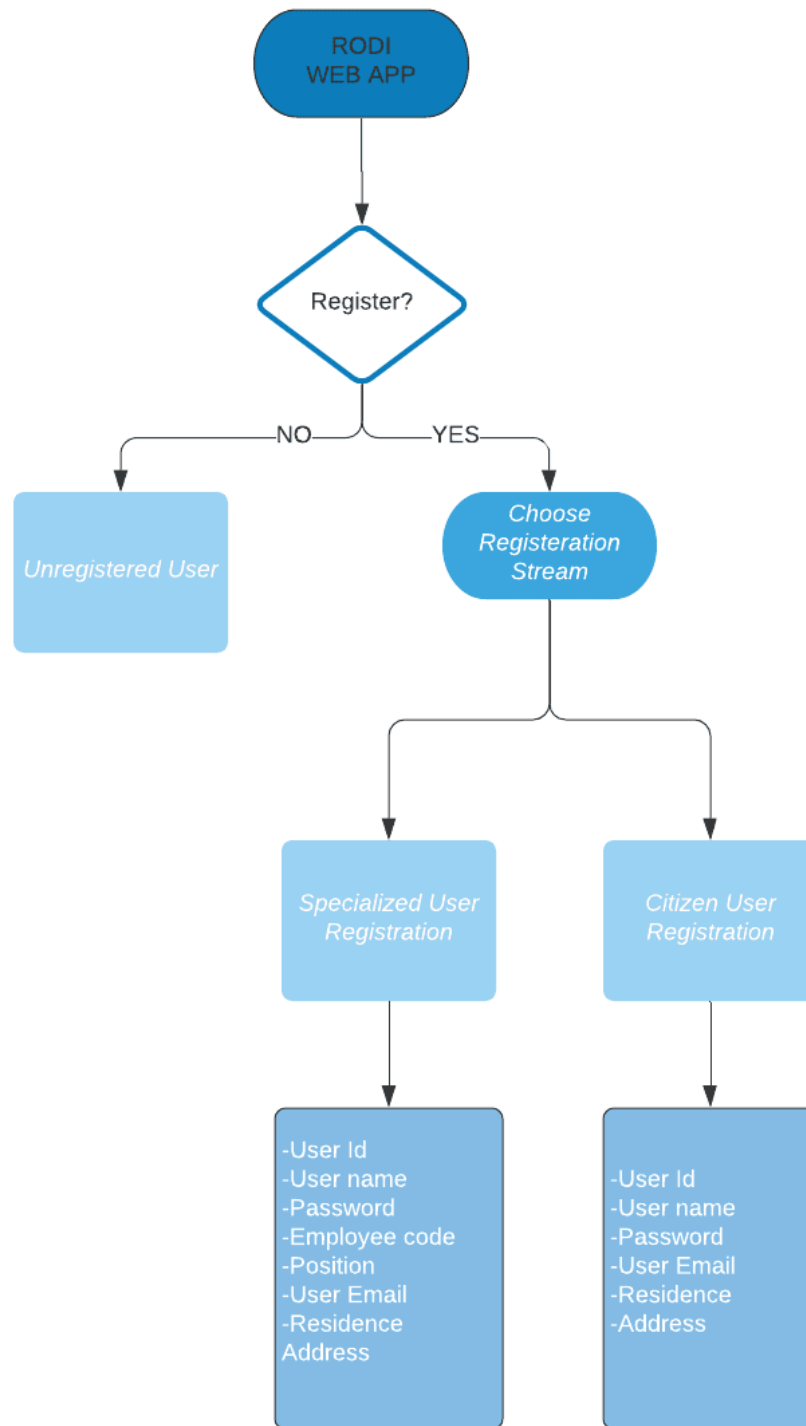 RODI
WEB APP
Register?
NO
YES
Unregistered User
Choose
Registeration
Stream
Specialized User
Registration
Citizen User
Registration
-User Id
-User name
-Password
-Employee code
-Position
-User Email
-Residence
Address
-User Id
-User name
-Password
-User Email
-Residence
-Address